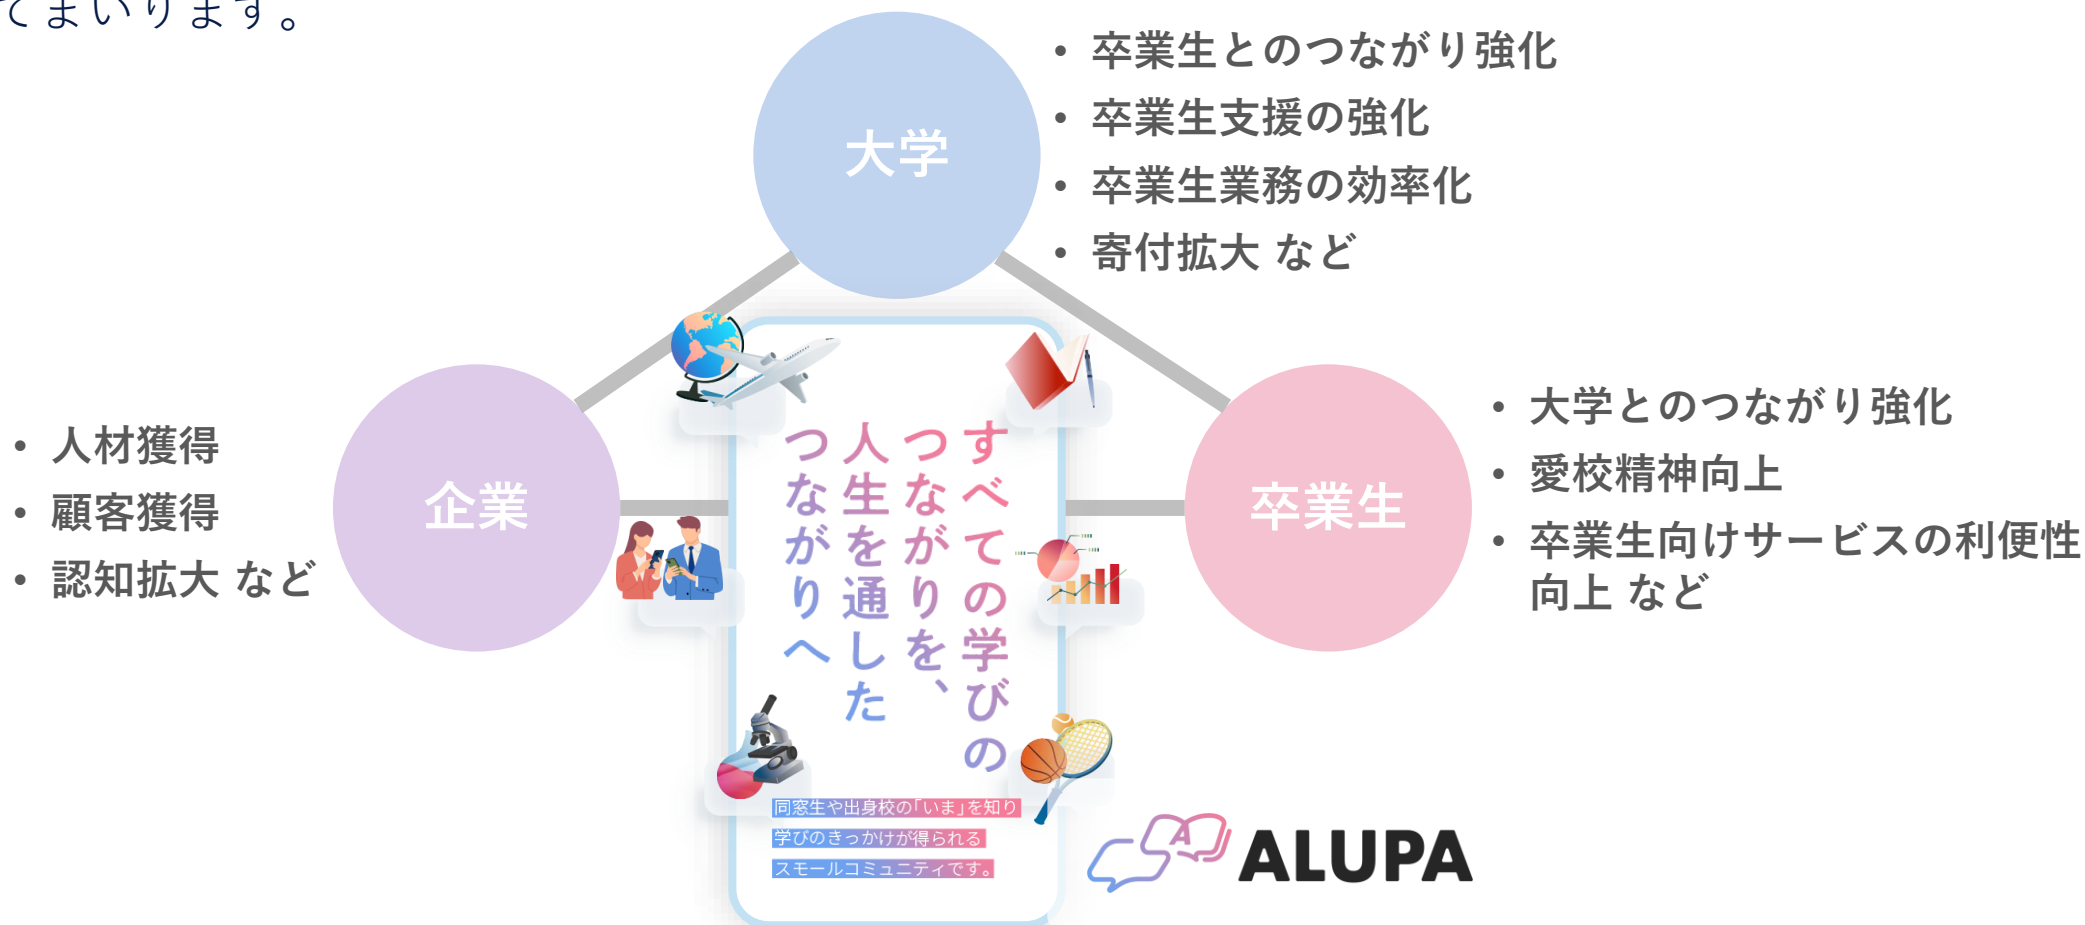 てまいります。
大学
・ 卒業生とのつながり強化
・ 卒業生支援の強化
・ 卒業生業務の効率化
・ 寄付拡大 など
企業
・ 人材獲得
・ 顧客獲得
・ 認知拡大 など
卒業生
・ 大学とのつながり強化
・ 愛校精神向上
・ 卒業生向けサービスの利便性
向上 など
すべての学びの
つながりを、
人生を通した
つながりへ
同窓生や出身校の「いま」を知り
学びのきっかけが得られる
スモールコミュニティです。
A
ALUPA